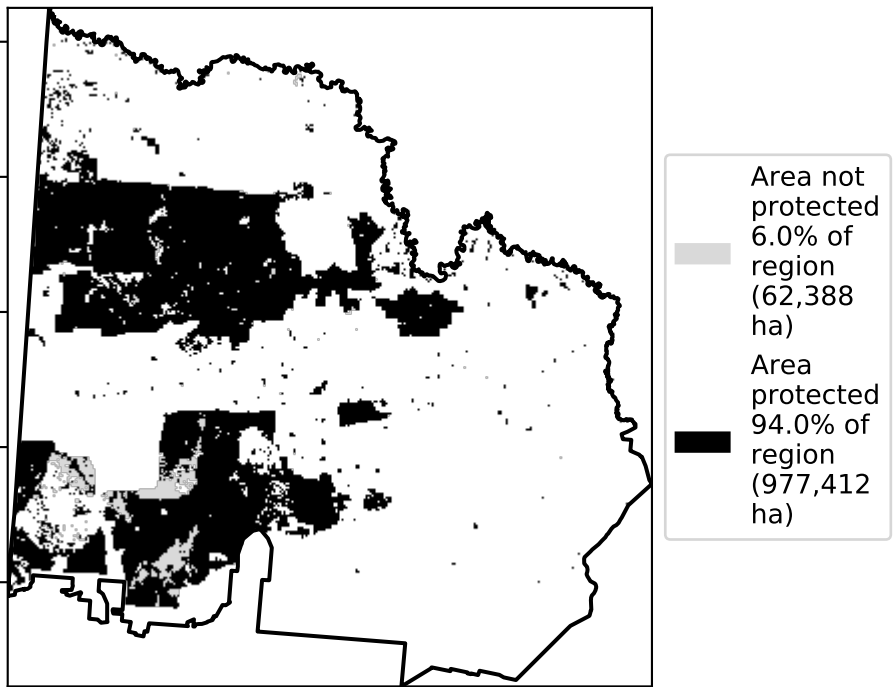 Area not
protected
6.0% of
region
(62,388
ha)
Area
protected
94.0% of
region
(977,412
ha)